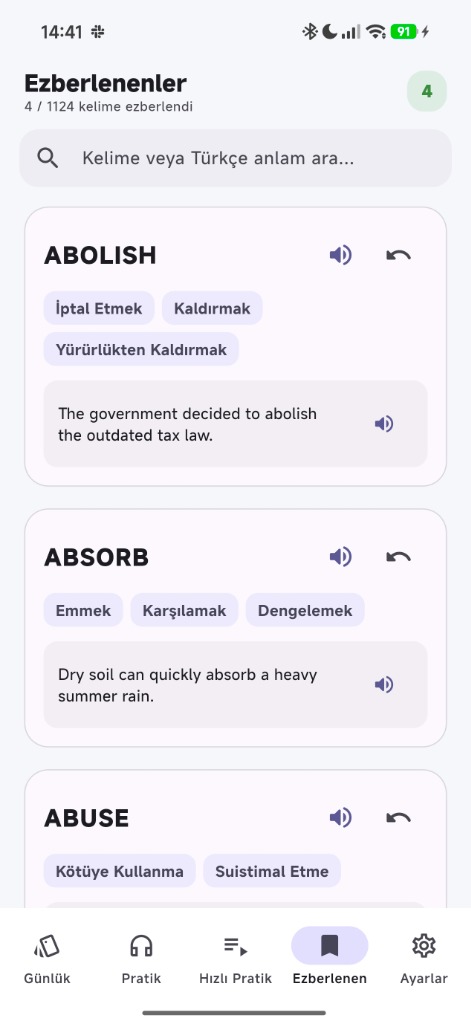 14:41
91
Ezberlenenler
4 / 1124 kelime ezberlendi
4
Kelime veya Türkçe anlam ara...
ABOLISH
İptal Etmek
Kaldırmak
Yürürlükten Kaldırmak
The government decided to abolish
the outdated tax law.
ABSORB
Emmek
Karşılamak
Dengelemek
Dry soil can quickly absorb a heavy
summer rain.
ABUSE
Kötüye Kullanma
Suistimal Etme
Günlük
Pratik
Hızlı Pratik
Ezberlenen
Ayarlar